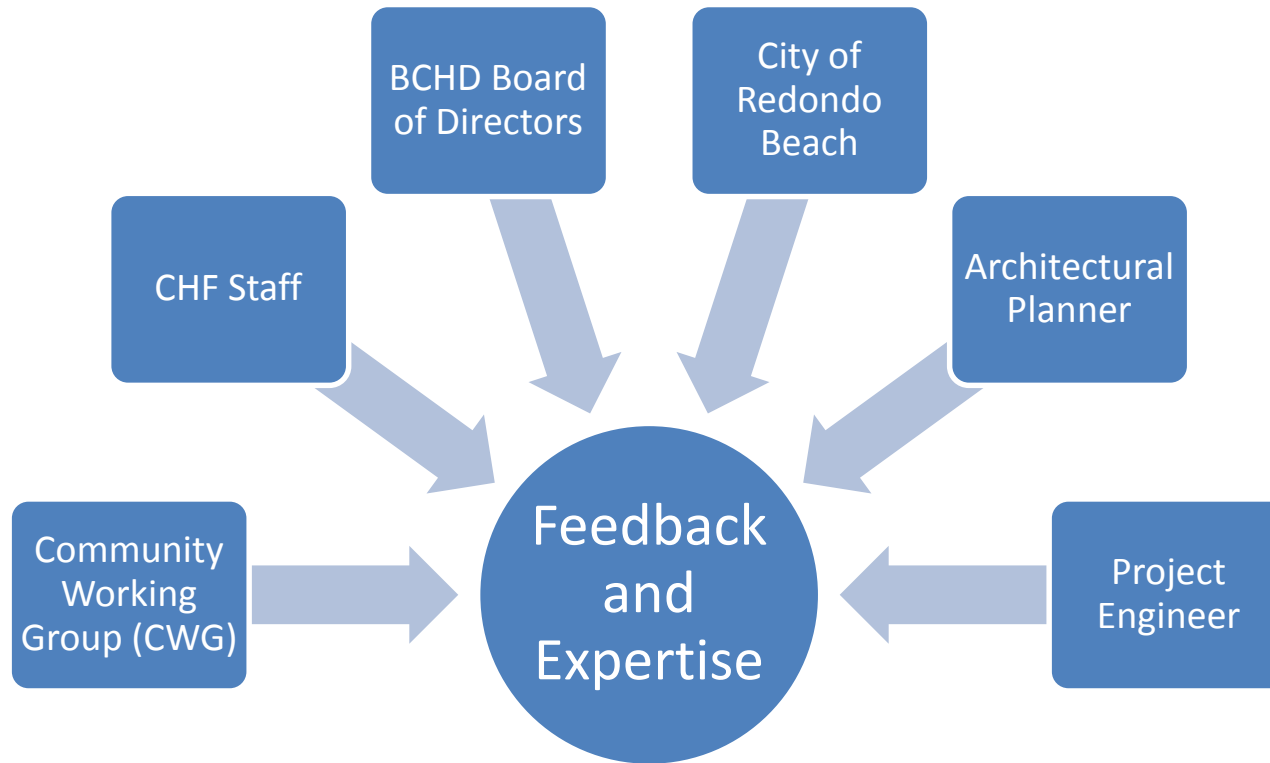 BCHD Board
of Directors
City of
Redondo
Beach
CHF Staff
Architectural
Planner
Community
Working
Group (CWG)
Feedback
and
Expertise
Project
Engineer